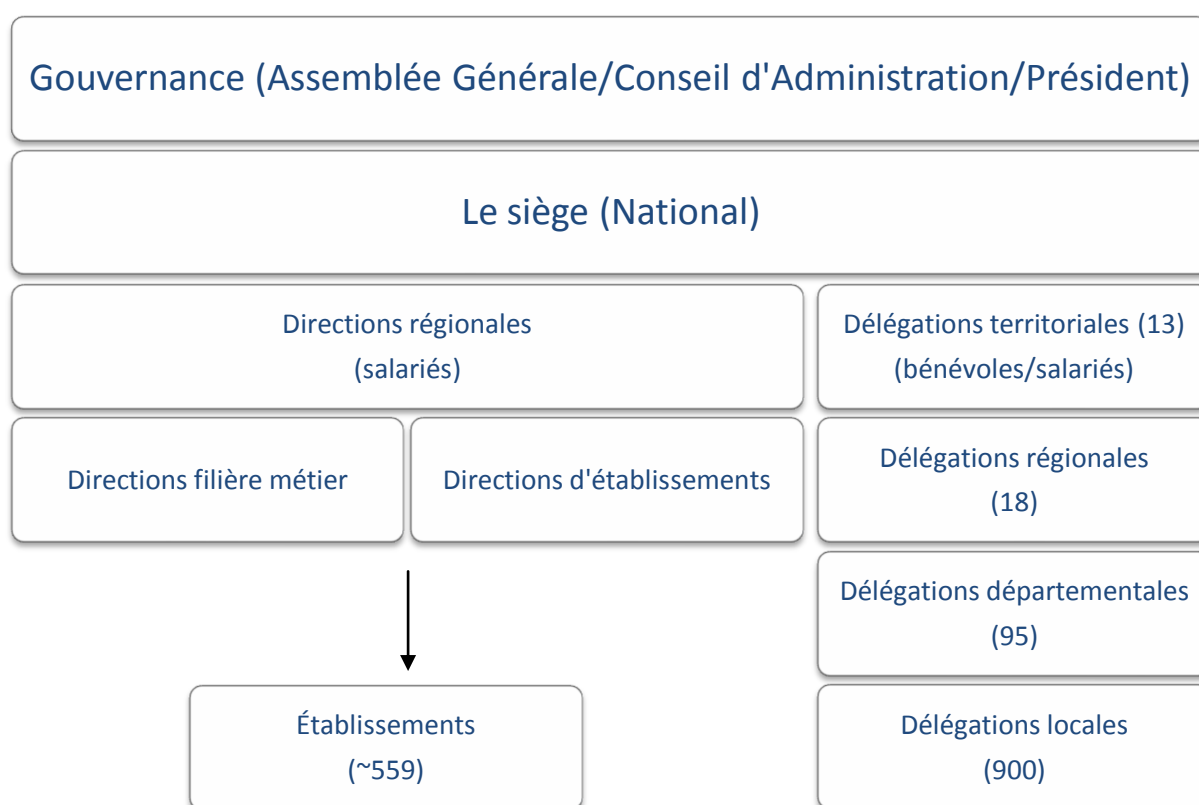 Gouvernance (Assemblée Générale/Conseil d'Administration/Président)
Le siège (National)
Directions régionales
(salariés)
Délégations territoriales (13)
(bénévoles/salariés)
Directions filière métier
Directions d'établissements
Délégations régionales
(18)
Délégations départementales
(95)
Établissements
(~559)
Délégations locales
(900)